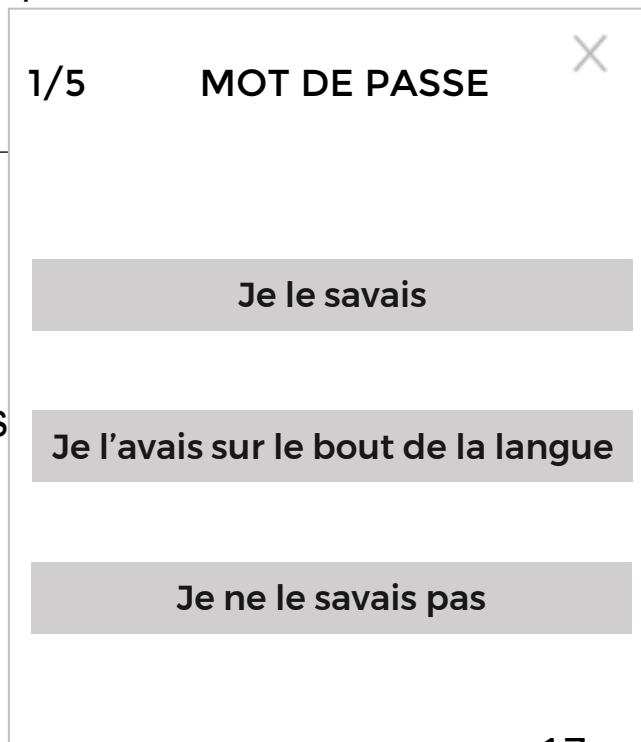 1/5 MOT DE PASSE
Je le savais
Je l’avais sur le bout de la langue
Je ne le savais pas